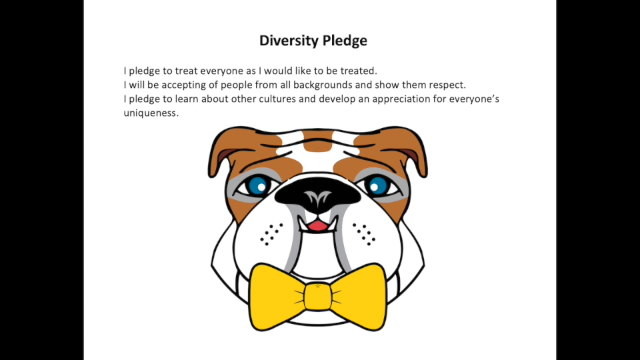 Diversity Pledge
I pledge to treat everyone as I would like to be treated.
I will be accepting of people from all backgrounds and show them respect.
I pledge to learn about other cultures and develop an appreciation for everyone's
uniqueness.